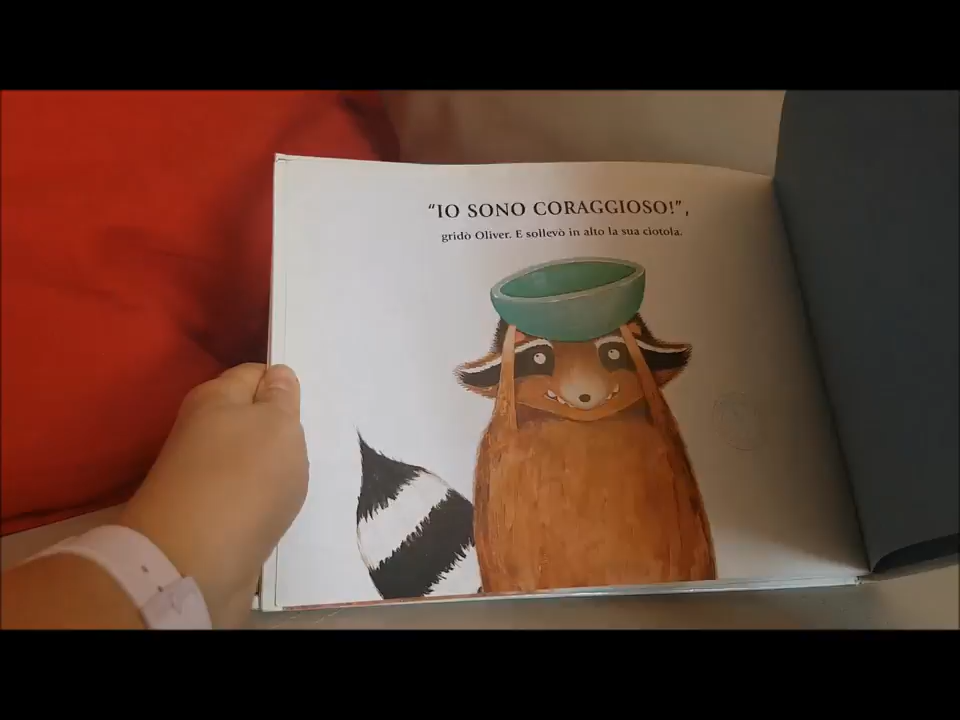 “IO SONO CORAGGIOSO!”,
gridò Oliver. E sollevò in alto la sua ciotola.